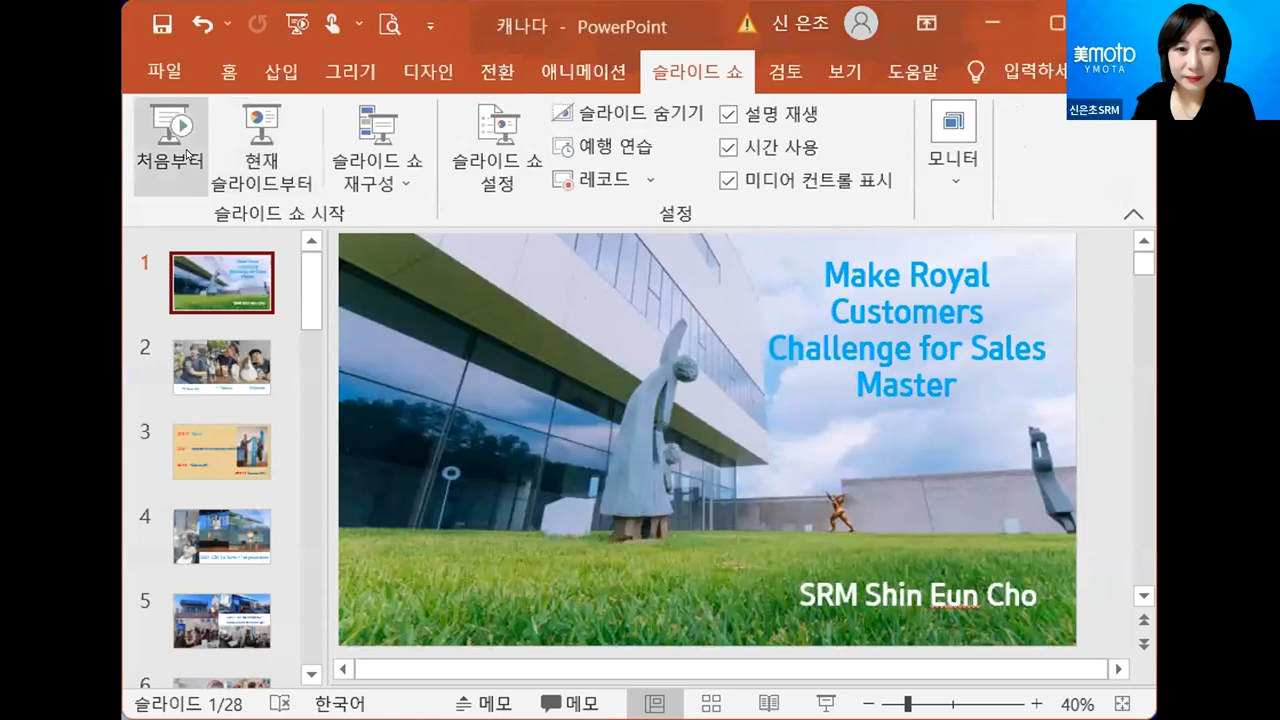 캐나다 - PowerPoint
신 은초
파일
홈
삽입
그리기
디자인
전환
애니메이션
슬라이드 쇼
검토
보기
도움말
입력하세
美moto
YMOTA
신은초SRM
처음부터
현재
슬라이드부터
슬라이드 쇼
재구성
슬라이드 쇼
설정
슬라이드 숨기기
예행 연습
레코드
설명 재생
시간 사용
미디어 컨트롤 표시
모니터
슬라이드 쇼 시작
설정
1
2
3
4
5
6
Make Royal
Customers
Challenge for Sales
Master
SRM Shin Eun Cho
슬라이드 1/28
한국어
메모
메모
40%